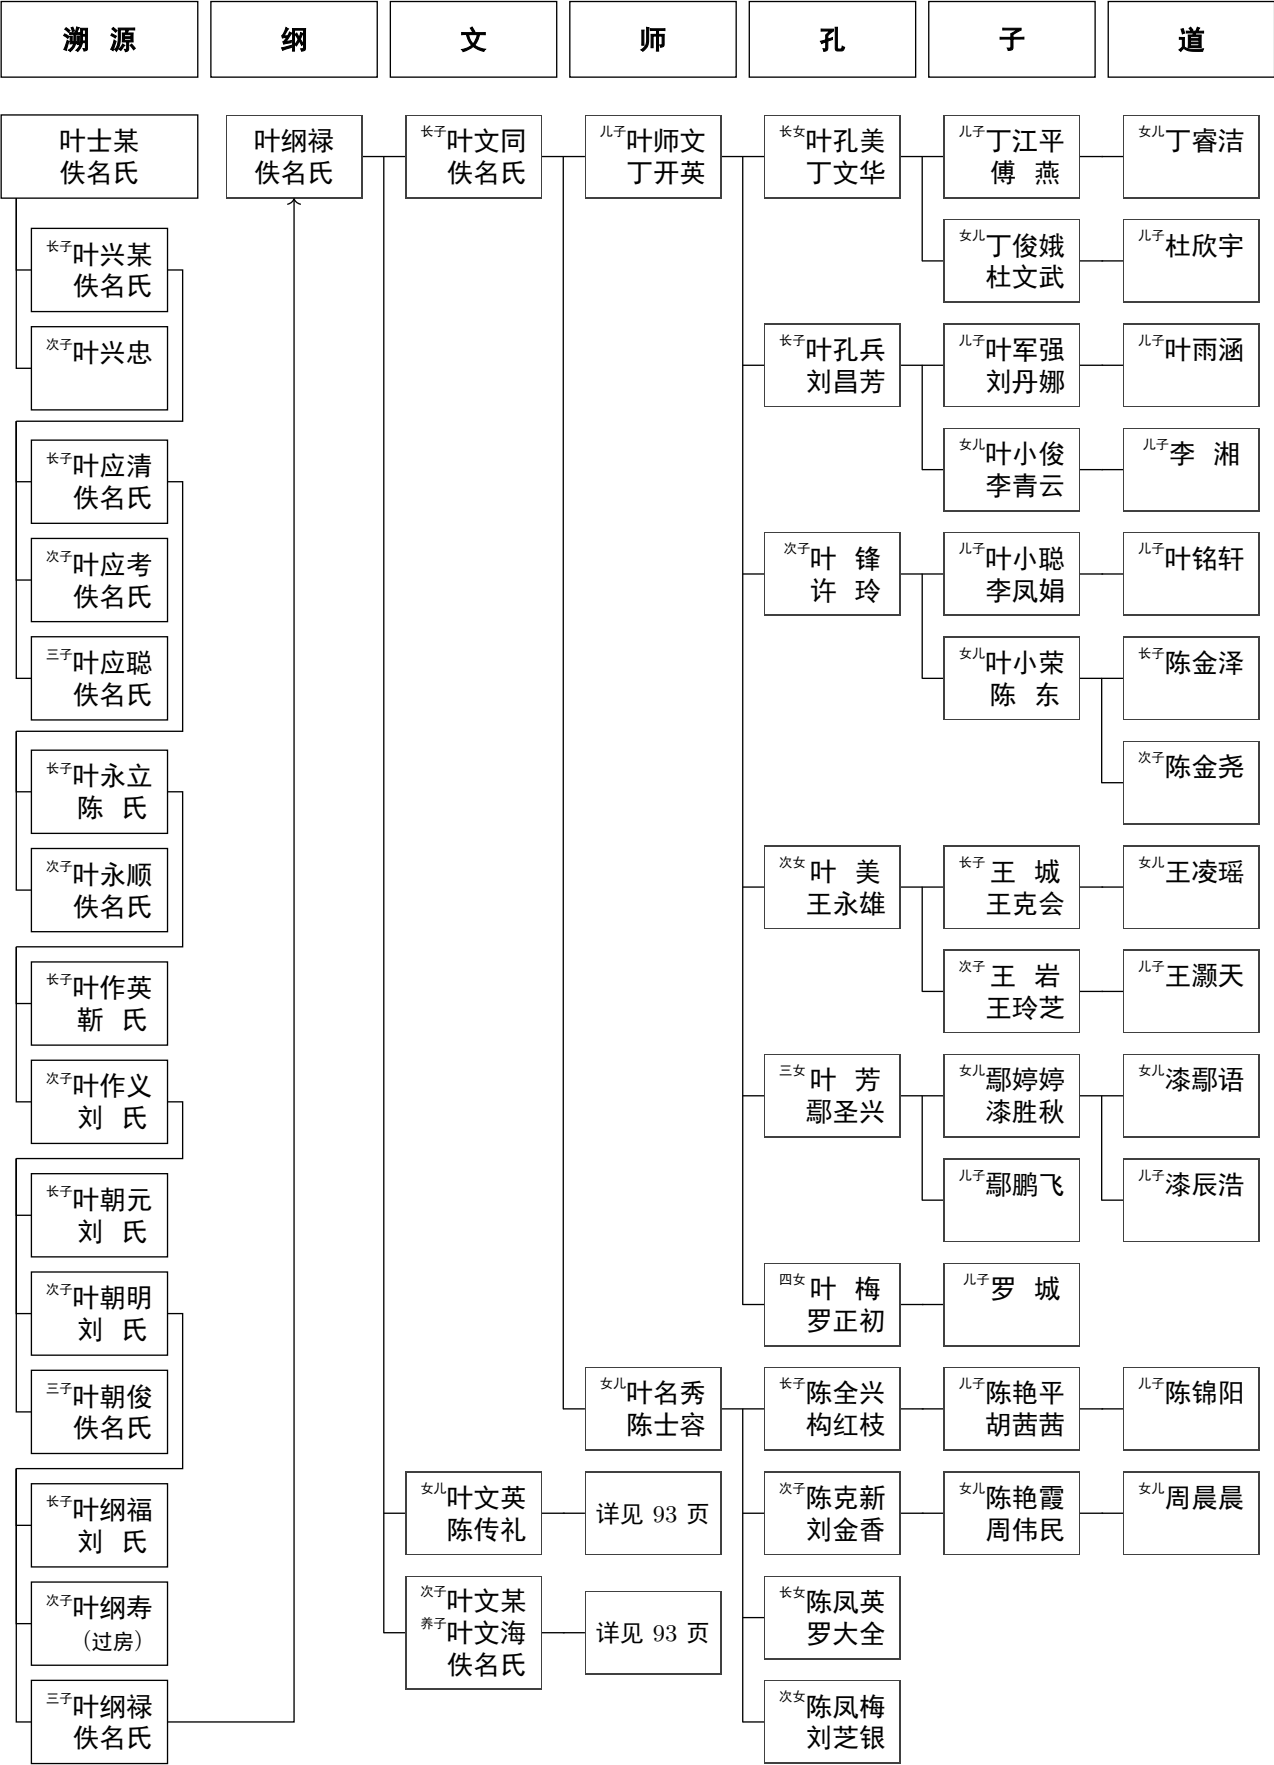 溯 源
纲
文
师
孔
子
道
叶士某
佚名氏
长子叶兴某
佚名氏
次子叶兴忠
长子叶应清
佚名氏
次子叶应考
佚名氏
三子叶应聪
佚名氏
长子叶永立
陈 氏
次子叶永顺
佚名氏
长子叶作英
靳 氏
次子叶作义
刘 氏
长子叶朝元
刘 氏
次子叶朝明
刘 氏
三子叶朝俊
佚名氏
长子叶纲福
刘 氏
次子叶纲寿
（过房）
三子叶纲禄
佚名氏
叶纲禄
佚名氏
长子叶文同
佚名氏
女儿叶文英
陈传礼
次子叶文某
养子叶文海
佚名氏
儿子叶师文
丁开英
女儿叶名秀
陈士容
详见 93 页
详见 93 页
长女叶孔美
丁文华
长子叶孔兵
刘昌芳
次子叶 锋
许 玲
次女叶 美
王永雄
三女叶 芳
鄢圣兴
四女叶 梅
罗正初
长子陈全兴
构红枝
次子陈克新
刘金香
长女陈凤英
罗大全
次女陈凤梅
刘芝银
儿子丁江平
傅 燕
女儿丁俊娥
杜文武
儿子叶军强
刘丹娜
女儿叶小俊
李青云
儿子叶小聪
李凤娟
女儿叶小荣
陈 东
长子王 城
王克会
次子王 岩
王玲芝
女儿鄢婷婷
漆胜秋
儿子鄢鹏飞
儿子罗 城
儿子陈艳平
胡茜茜
女儿陈艳霞
周伟民
女儿丁睿洁
儿子杜欣宇
儿子叶雨涵
儿子李 湘
儿子叶铭轩
长子陈金泽
次子陈金尧
女儿王凌瑶
儿子王灏天
女儿漆鄢语
儿子漆辰浩
儿子陈锦阳
女儿周晨晨